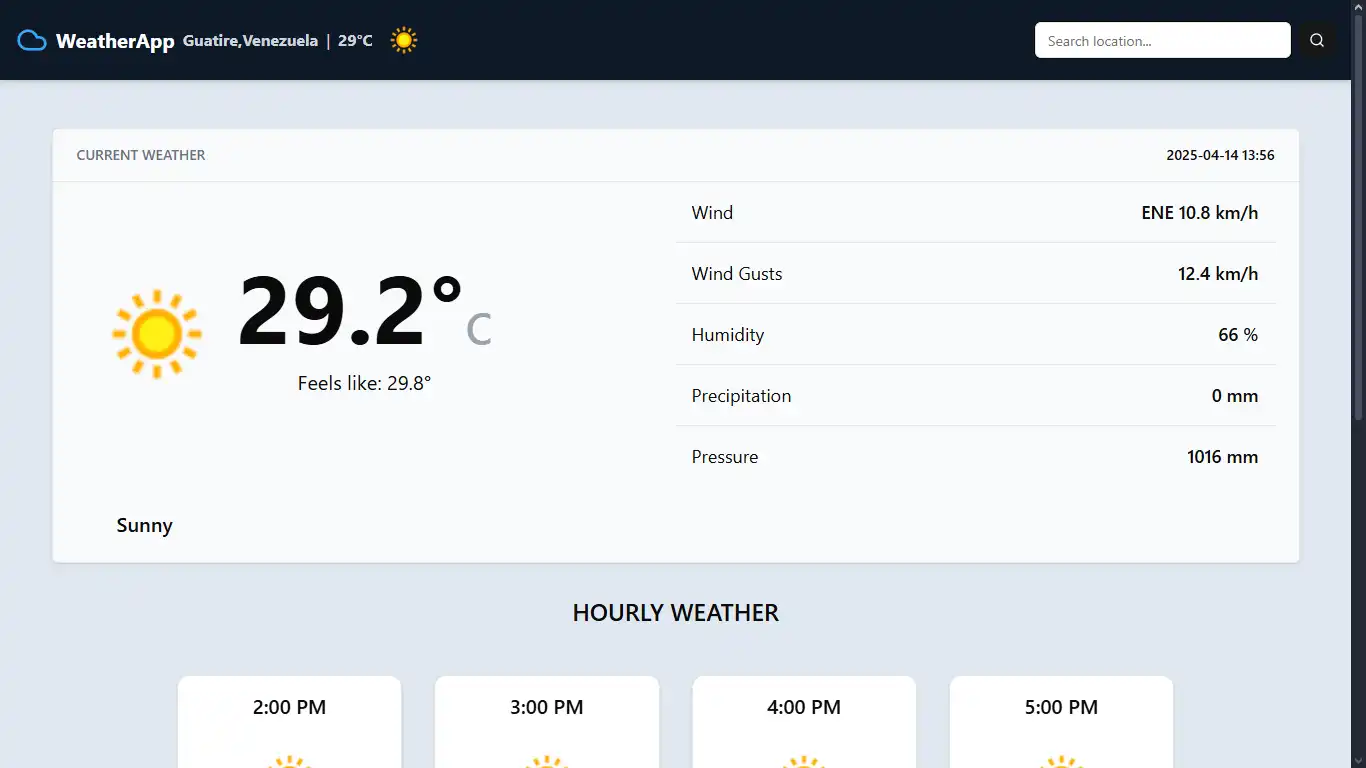 WeatherApp Guatire,Venezuela | 29°C
Search location...
CURRENT WEATHER 2025-04-14 13:56
Wind ENE 10.8 km/h
Wind Gusts 12.4 km/h
29.2° C
Humidity 66 %
Feels like: 29.8°
Precipitation 0 mm
Pressure 1016 mm
Sunny
HOURLY WEATHER
2:00 PM 3:00 PM 4:00 PM 5:00 PM